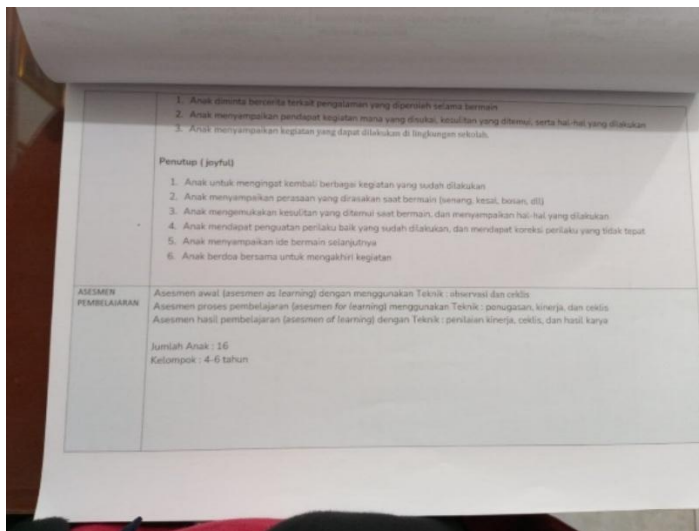 1. Anak diminta bercerita terkait pengalaman yang diperoleh selama bermain
2. Anak menyampaikan pendapat kegiatan mana yang disukai, kesulitan yang ditemui, serta hal-hal yang dilakukan
3. Anak menyampaikan kegiatan yang dapat dilakukan di lingkungan sekolah.
Penutup ( joyful)
1. Anak untuk mengingat kembali berbagai kegiatan yang sudah dilakukan
2. Anak menyampaikan perasaan yang dirasakan saat bermain (senang, kesal, bosan, dll)
3. Anak mengemukakan kesulitan yang ditemui saat bermain, dan menyampaikan hal-hal yang dilakukan
4. Anak mendapat penguatan perilaku baik yang sudah dilakukan, dan mendapat koreksi perilaku yang tidak tepat
5. Anak menyampaikan ide bermain selanjutnya
6. Anak berdoa bersama untuk mengakhiri kegiatan
ASESMEN
PEMBELAJARAN
Asesmen awal (asesmen as learning) dengan menggunakan Teknik : observasi dan ceklis
Asesmen proses pembelajaran (asesmen for learning) menggunakan Teknik : penugasan, kinerja, dan ceklis
Asesmen hasil pembelajaran (asesmen of learning) dengan Teknik : penilaian kinerja, ceklis, dan hasil karya
Jumlah Anak : 16
Kelompok : 4-6 tahun